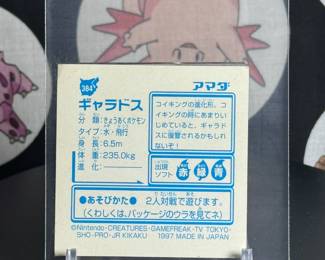 384
アマダ
ギャラドス
分　類：きょうあくポケモン
タイプ：水・飛行
身　長：6.5m
体　重：235.0kg
進　化：――
コイキングの進化形。コ
イキングの時にあまりい
じめていると、ギャラド
スに復讐されるかもしれ
ないぞ！
出現
ソフト
赤 緑 青
●あそびかた●
2人対戦で遊びます。
(くわしくは、パッケージのウラを見てネ)
©Nintendo・CREATURES・GAMEFREAK・TV TOKYO・
SHO-PRO・JR KIKAKU　1997 MADE IN JAPAN